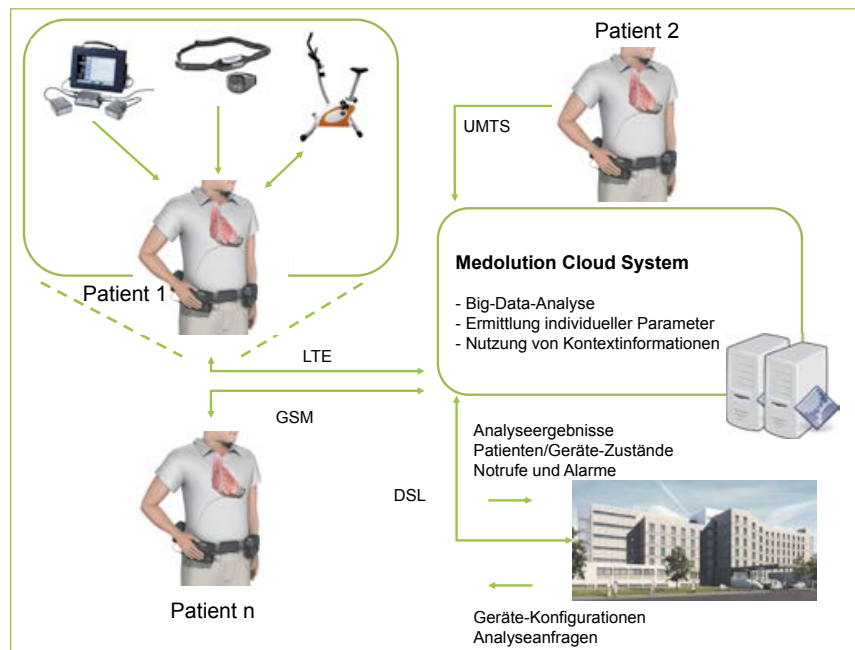 Patient 2
UMTS
Patient 1
Medolution Cloud System
- Big-Data-Analyse
- Ermittlung individueller Parameter
- Nutzung von Kontextinformationen
LTE
GSM
Analyseergebnisse
Patienten/Geräte-Zustände
Notrufe und Alarme
DSL
Patient n
Geräte-Konfigurationen
Analyseanfragen